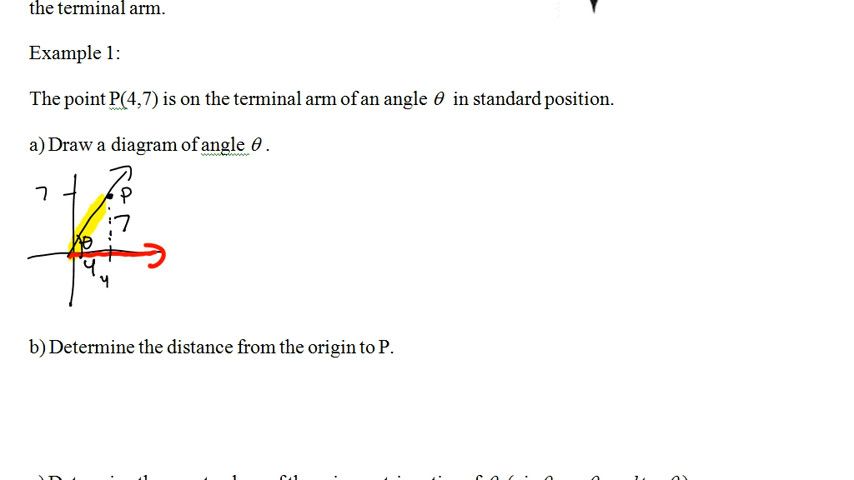 the terminal arm.
Example 1:
The point P(4,7) is on the terminal arm of an angle θ in standard position.
a) Draw a diagram of angle θ.
7
P
7
θ
4
4
b) Determine the distance from the origin to P.